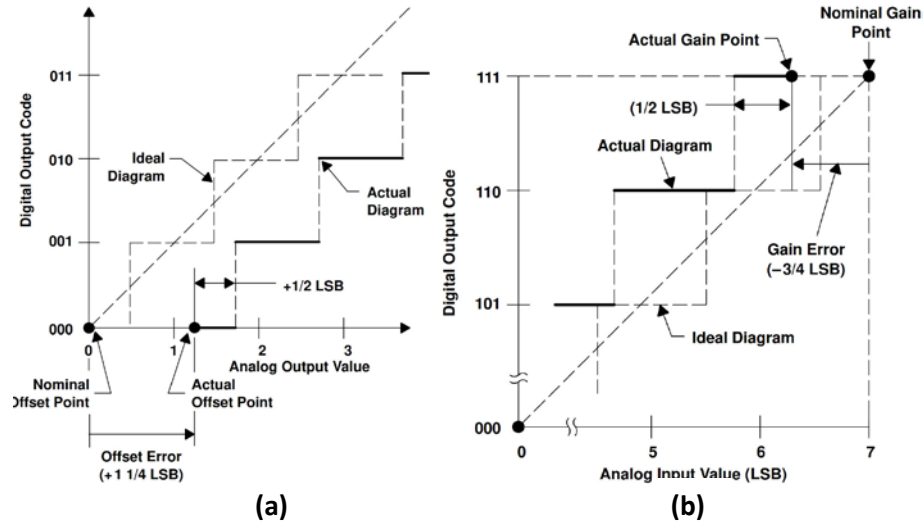 011
010
001
000
Digital Output Code
Ideal
Diagram
Actual
Diagram
+1/2 LSB
0
1
2
3
Analog Output Value
Nominal
Offset Point
Actual
Offset Point
Offset Error
(+1 1/4 LSB)
(a)
Nominal Gain
Point
Actual Gain Point
111
110
101
000
Digital Output Code
(1/2 LSB)
Actual Diagram
Gain Error
(−3/4 LSB)
Ideal Diagram
0
5
6
7
Analog Input Value (LSB)
(b)